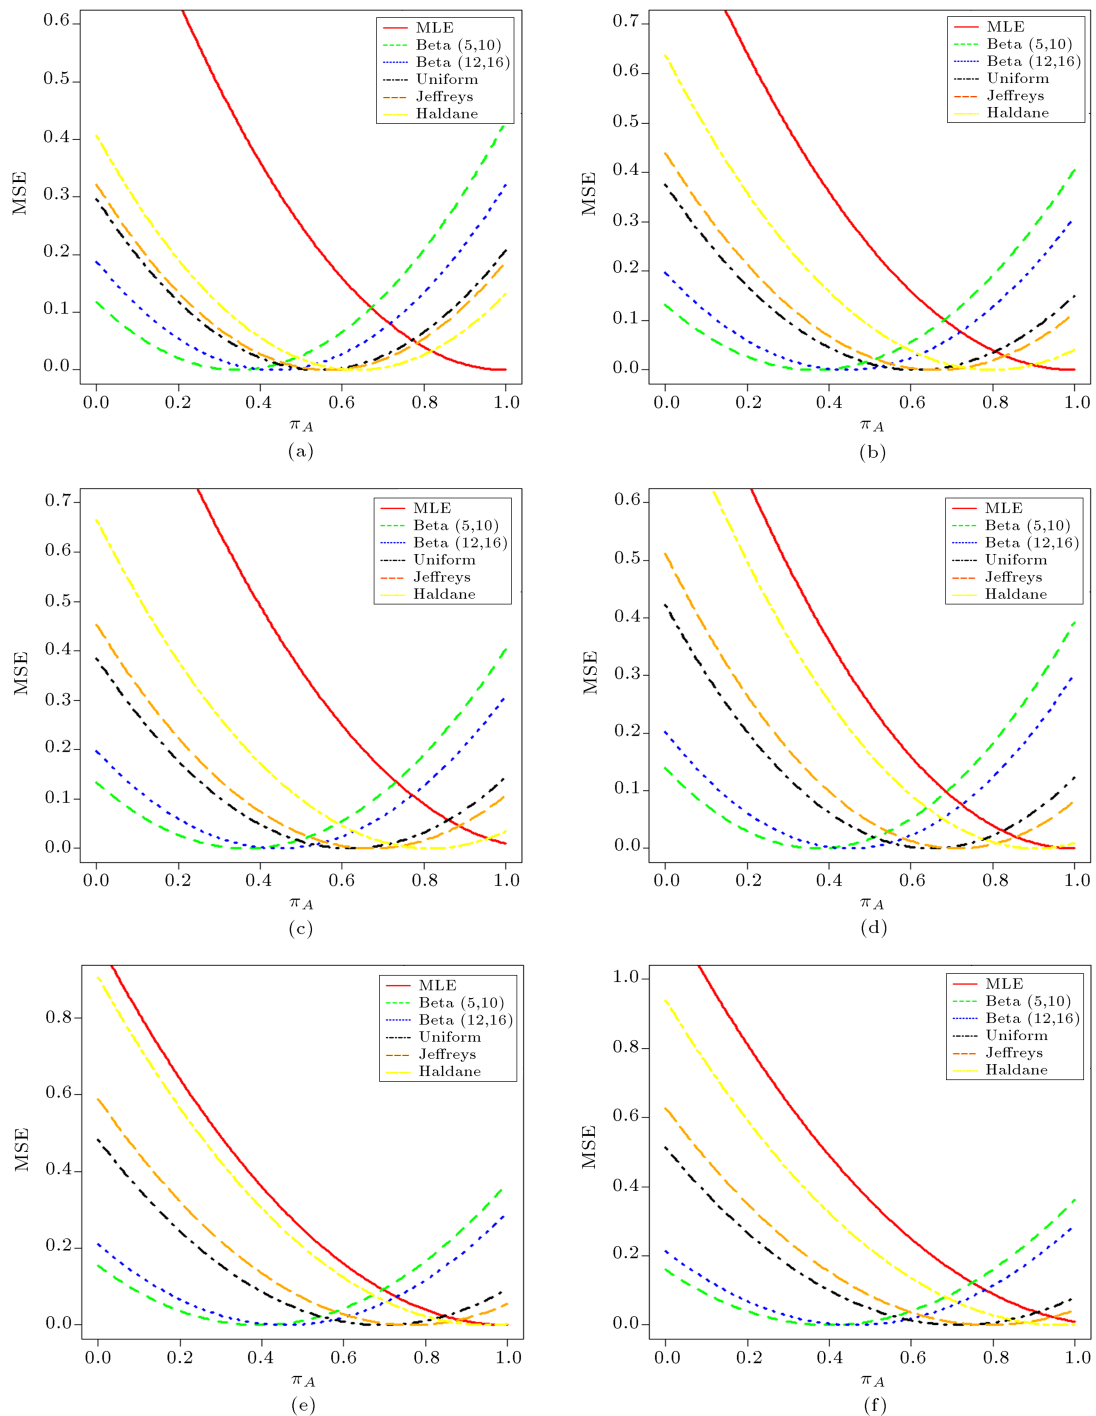 MSE
0.6
0.5
0.4
0.3
0.2
0.1
0.0
MLE
Beta (5,10)
Beta (12,16)
Uniform
Jeffreys
Haldane
0.0 0.2 0.4 0.6 0.8 1.0
π_A
(a)
MSE
0.7
0.6
0.5
0.4
0.3
0.2
0.1
0.0
MLE
Beta (5,10)
Beta (12,16)
Uniform
Jeffreys
Haldane
0.0 0.2 0.4 0.6 0.8 1.0
π_A
(b)
MSE
0.7
0.6
0.5
0.4
0.3
0.2
0.1
0.0
MLE
Beta (5,10)
Beta (12,16)
Uniform
Jeffreys
Haldane
0.0 0.2 0.4 0.6 0.8 1.0
π_A
(c)
MSE
0.6
0.5
0.4
0.3
0.2
0.1
0.0
MLE
Beta (5,10)
Beta (12,16)
Uniform
Jeffreys
Haldane
0.0 0.2 0.4 0.6 0.8 1.0
π_A
(d)
MSE
0.8
0.6
0.4
0.2
0.0
MLE
Beta (5,10)
Beta (12,16)
Uniform
Jeffreys
Haldane
0.0 0.2 0.4 0.6 0.8 1.0
π_A
(e)
MSE
1.0
0.8
0.6
0.4
0.2
0.0
MLE
Beta (5,10)
Beta (12,16)
Uniform
Jeffreys
Haldane
0.0 0.2 0.4 0.6 0.8 1.0
π_A
(f)